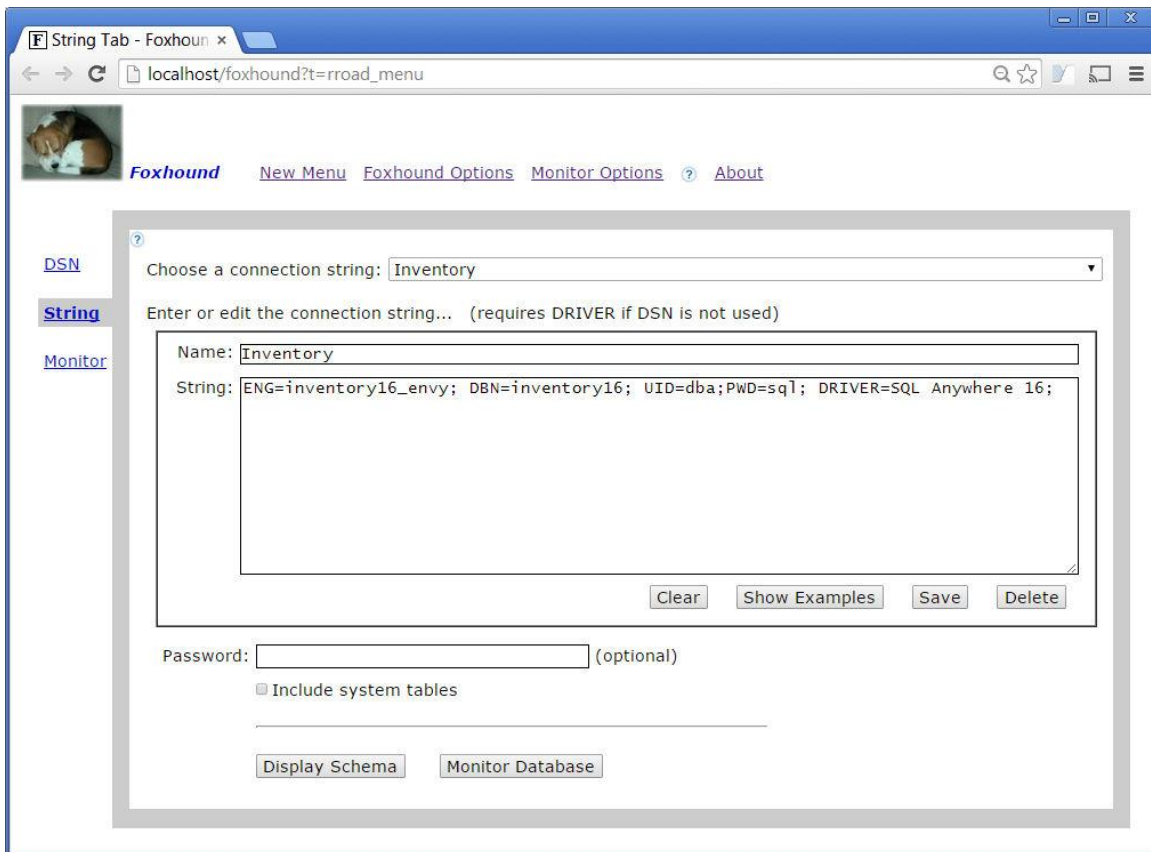 F String Tab - Foxhoun ×
localhost/foxhound?t=rroad_menu
Foxhound New Menu Foxhound Options Monitor Options ? About
?
DSN
Choose a connection string: Inventory
String
Enter or edit the connection string... (requires DRIVER if DSN is not used)
Monitor
Name: Inventory
String: ENG=inventory16_envy; DBN=inventory16; UID=dba;PWD=sql; DRIVER=SQL Anywhere 16;
Clear Show Examples Save Delete
Password: (optional)
Include system tables
Display Schema Monitor Database